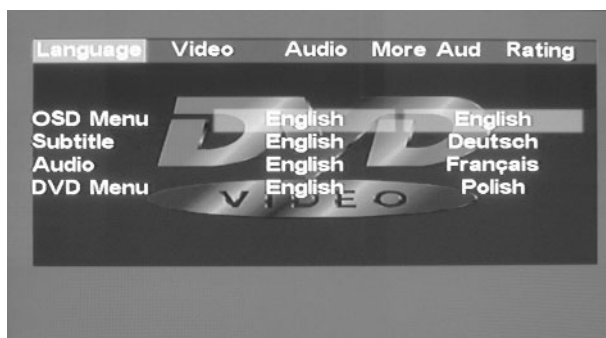 Language Video Audio More Aud Rating
OSD Menu English English
Subtitle English Deutsch
Audio English Français
DVD Menu English Polish
DVD
VIDEO